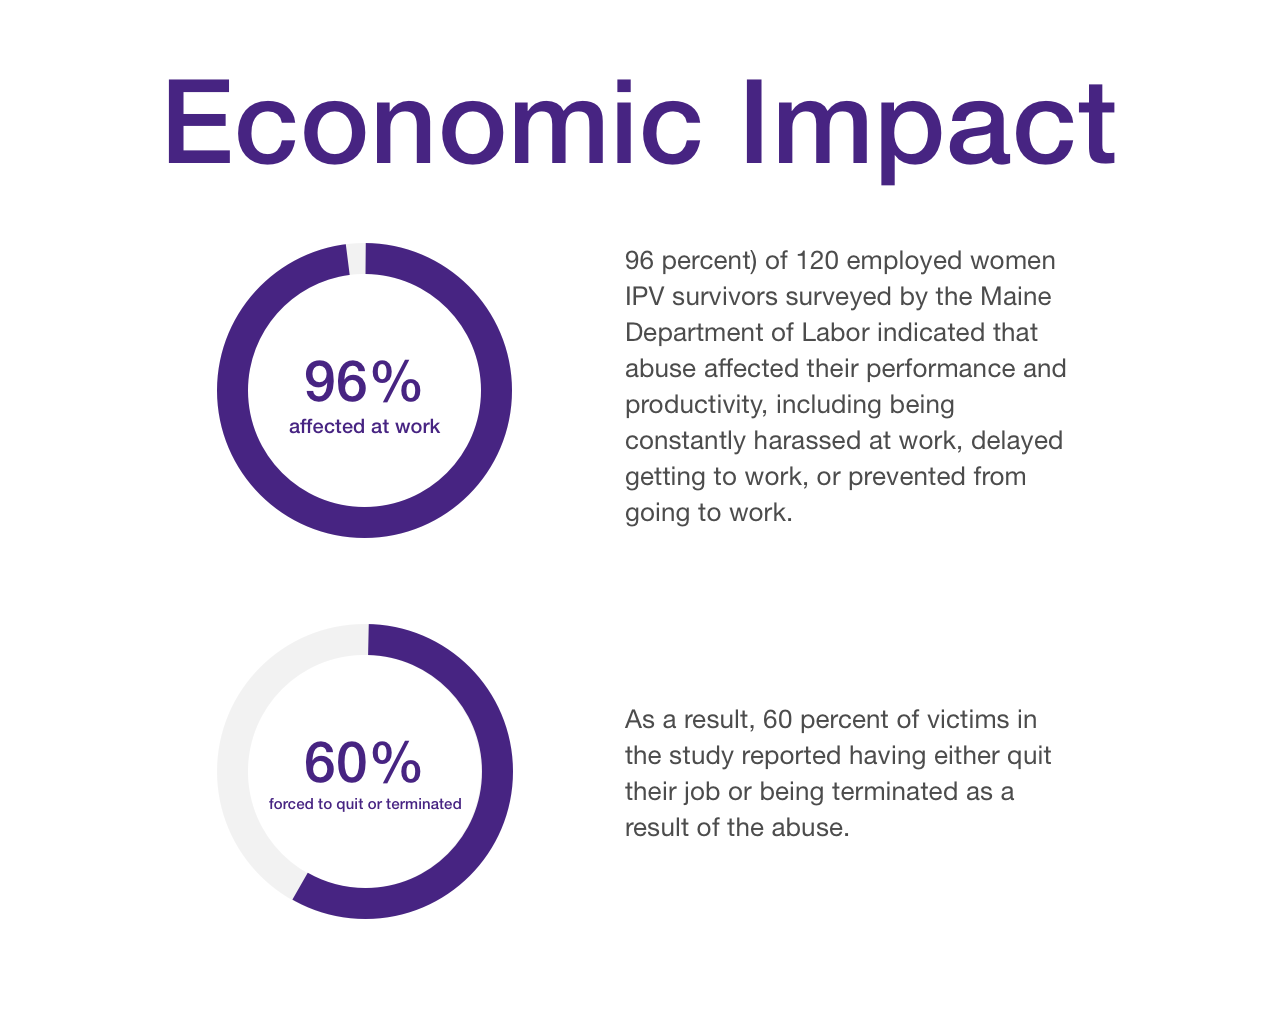 Economic Impact
96%
affected at work
96 percent) of 120 employed women
IPV survivors surveyed by the Maine
Department of Labor indicated that
abuse affected their performance and
productivity, including being
constantly harassed at work, delayed
getting to work, or prevented from
going to work.
60%
forced to quit or terminated
As a result, 60 percent of victims in
the study reported having either quit
their job or being terminated as a
result of the abuse.